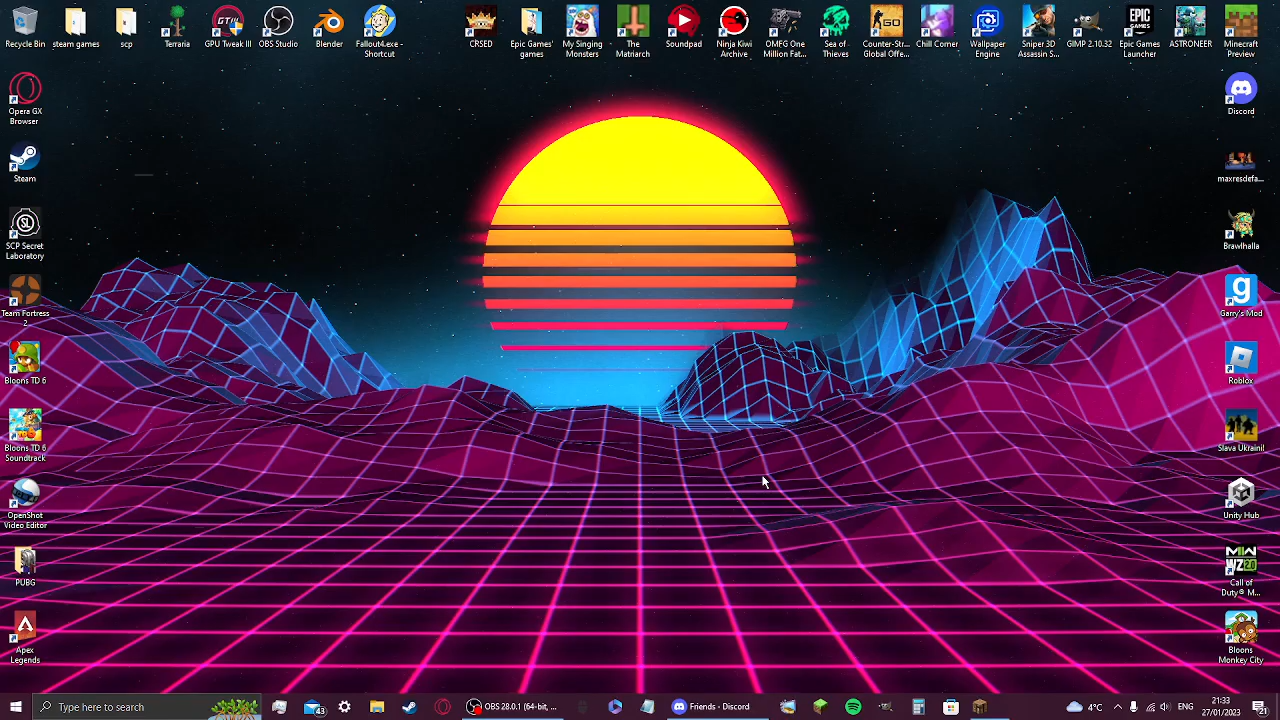 Recycle Bin
steam games
scp
Terraria
GPU Tweak III
OBS Studio
Blender
Fallout4.exe -
Shortcut
CRSED
Epic Games'
games
My Singing
Monsters
The
Matriarch
Soundpad
Ninja Kiwi
Archive
OMFG One
Million Fat...
Sea of
Thieves
Counter-Str...
Global Offe...
Chill Corner
Wallpaper
Engine
Sniper 3D
Assassin S...
GIMP 2.10.32
Epic Games
Launcher
ASTRONEER
Minecraft
Preview
Opera GX
Browser
Steam
SCP Secret
Laboratory
Team Fortress
2
Bloons TD 6
Bloons TD 6
Soundtrack
OpenShot
Video Editor
PUBG
Apex
Legends
Discord
maxresdefa...
Brawlhalla
Garry's Mod
Roblox
Slava Ukraini!
Unity Hub
Call of
Duty® M...
Bloons
Monkey City
Type here to search
OBS 28.0.1 (64-bit, ...
Friends - Discord
4°C
ENG
21:33
27/01/2023